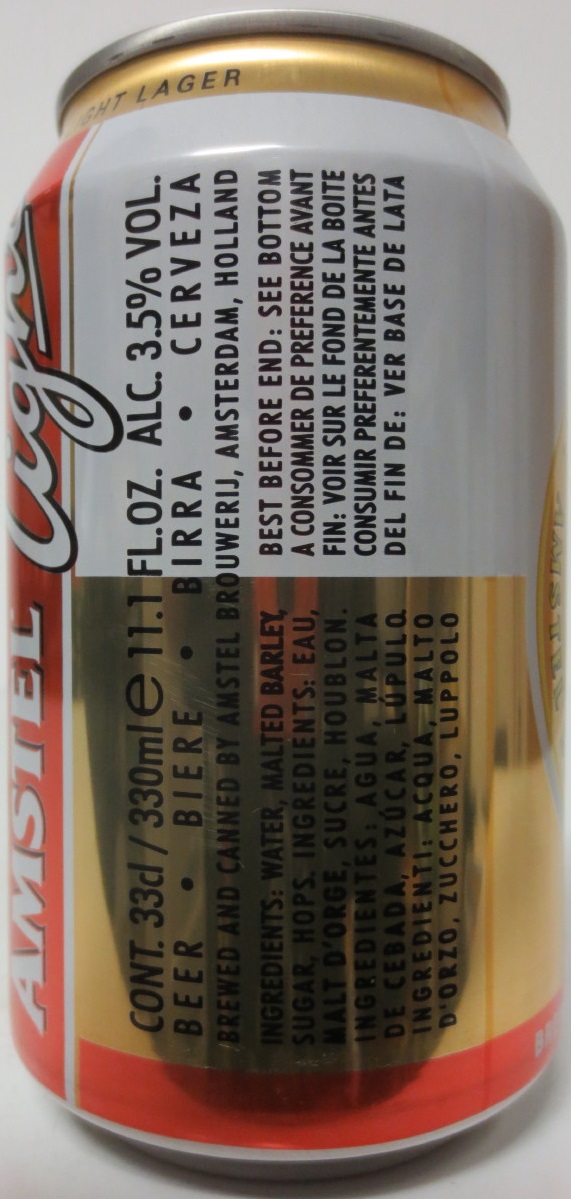 GHT LAGER
AMSTEL Light
CONT. 33cl / 330ml e 11.1 FL.OZ. ALC. 3.5% VOL.
BEER • BIERE • BIRRA • CERVEZA
BREWED AND CANNED BY AMSTEL BROUWERIJ, AMSTERDAM, HOLLAND
INGREDIENTS: WATER, MALTED BARLEY,
SUGAR, HOPS. INGREDIENTS: EAU,
MALT D'ORGE, SUCRE, HOUBLON.
INGREDIENTES: AGUA, MALTA
DE CEBADA, AZÚCAR, LÚPULO.
INGREDIENTI: ACQUA, MALTO
D'ORZO, ZUCCHERO, LUPPOLO
BEST BEFORE END: SEE BOTTOM
A CONSOMMER DE PREFERENCE AVANT
FIN: VOIR SUR LE FOND DE LA BOITE
CONSUMIR PREFERENTEMENTE ANTES
DEL FIN DE: VER BASE DE LATA